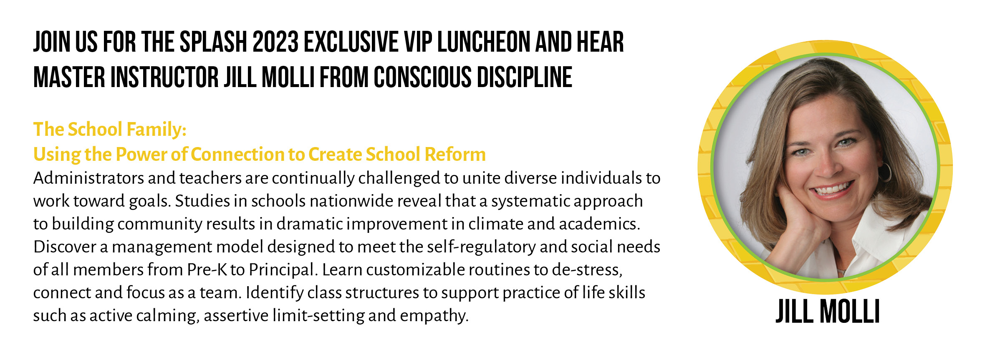 JOIN US FOR THE SPLASH 2023 EXCLUSIVE VIP LUNCHEON AND HEAR
MASTER INSTRUCTOR JILL MOLLI FROM CONSCIOUS DISCIPLINE
The School Family:
Using the Power of Connection to Create School Reform
Administrators and teachers are continually challenged to unite diverse individuals to
work toward goals. Studies in schools nationwide reveal that a systematic approach
to building community results in dramatic improvement in climate and academics.
Discover a management model designed to meet the self-regulatory and social needs
of all members from Pre-K to Principal. Learn customizable routines to de-stress,
connect and focus as a team. Identify class structures to support practice of life skills
such as active calming, assertive limit-setting and empathy.
JILL MOLLI